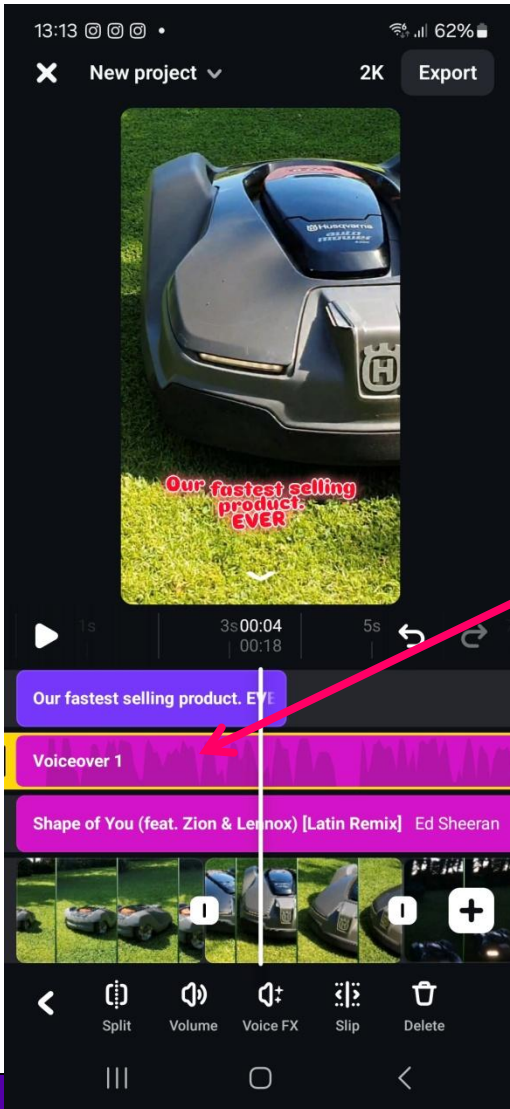 13:13
62%
New project
2K
Export
Husqvarna
auto
mower
H
Our fastest selling
product.
EVER
1s
3s
00:04
5s
00:18
Our fastest selling product. EVE
Voiceover 1
Shape of You (feat. Zion & Lennox) [Latin Remix] Ed Sheeran
Split
Volume
Voice FX
Slip
Delete